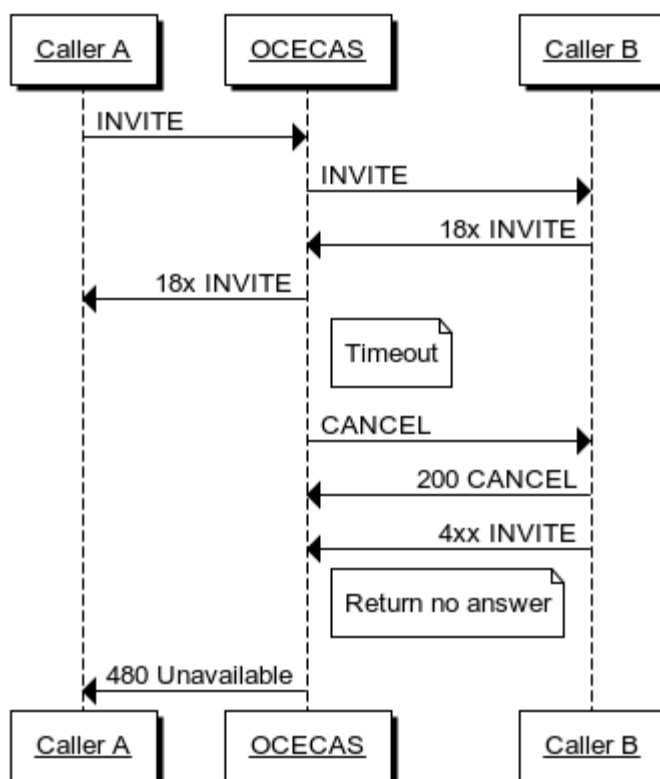 Caller A
OCECAS
Caller B
INVITE
INVITE
18x INVITE
18x INVITE
Timeout
CANCEL
200 CANCEL
4xx INVITE
Return no answer
480 Unavailable
Caller A
OCECAS
Caller B